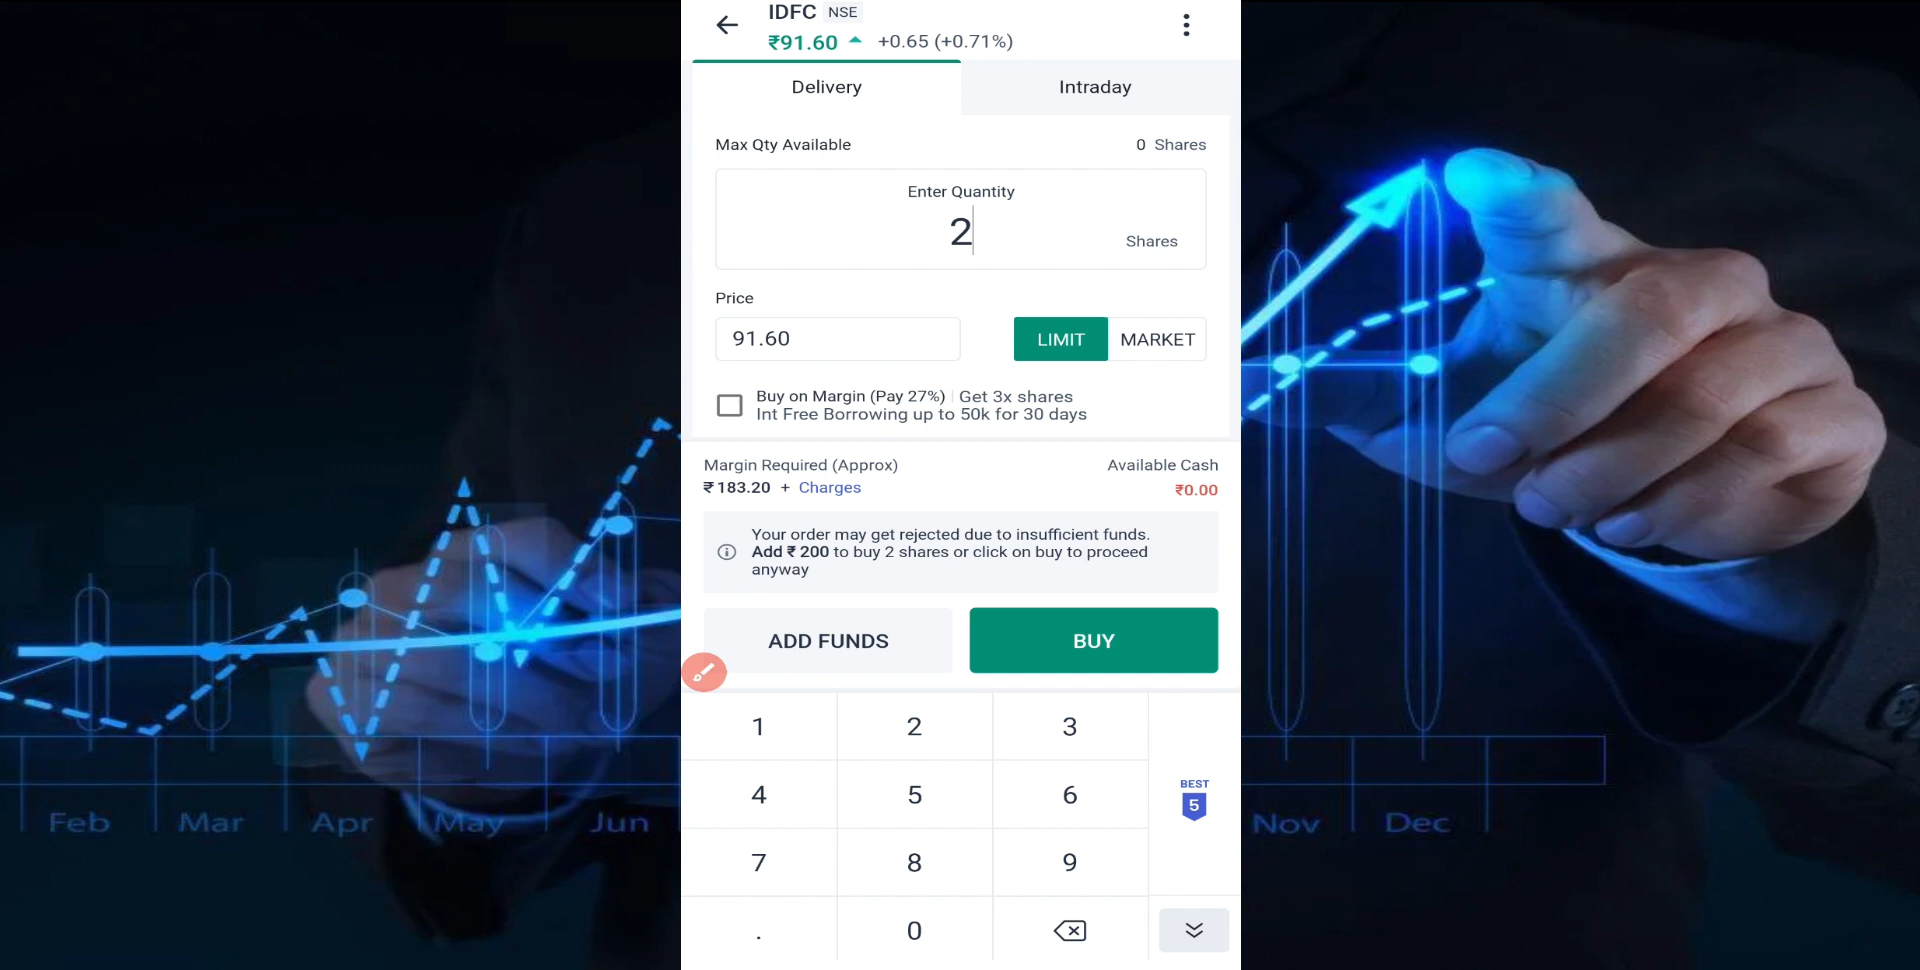 IDFC NSE
₹91.60 +0.65 (+0.71%)
Delivery Intraday
Max Qty Available 0 Shares
Enter Quantity
2
Shares
Price
91.60 LIMIT MARKET
Buy on Margin (Pay 27%) | Get 3x shares
Int Free Borrowing up to 50k for 30 days
Margin Required (Approx) Available Cash
₹183.20 + Charges ₹0.00
Your order may get rejected due to insufficient funds.
Add ₹ 200 to buy 2 shares or click on buy to proceed
anyway
ADD FUNDS BUY
1 2 3
4 5 6
BEST
5
7 8 9
. 0
Feb Mar Apr May Jun Nov Dec